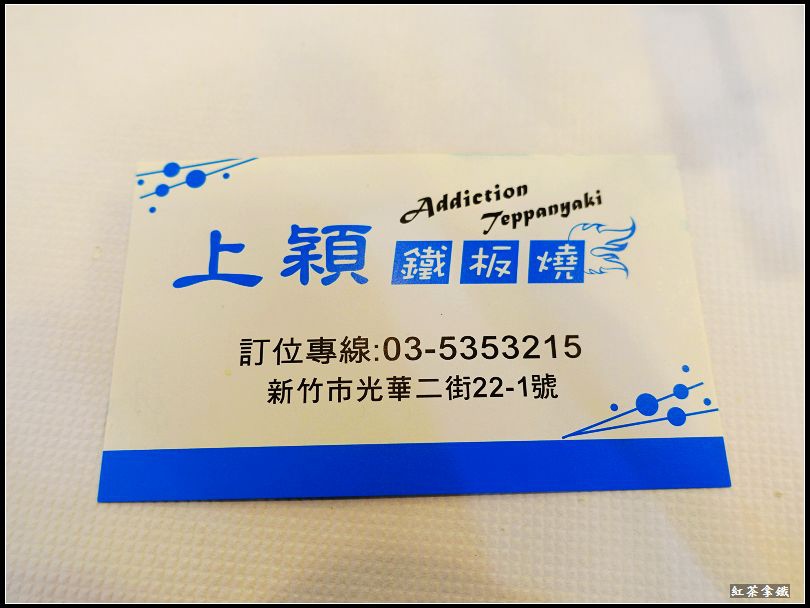 Addiction
Teppanyaki
上穎 鐵板燒
訂位專線:03-5353215
新竹市光華二街22-1號
紅茶拿鐵